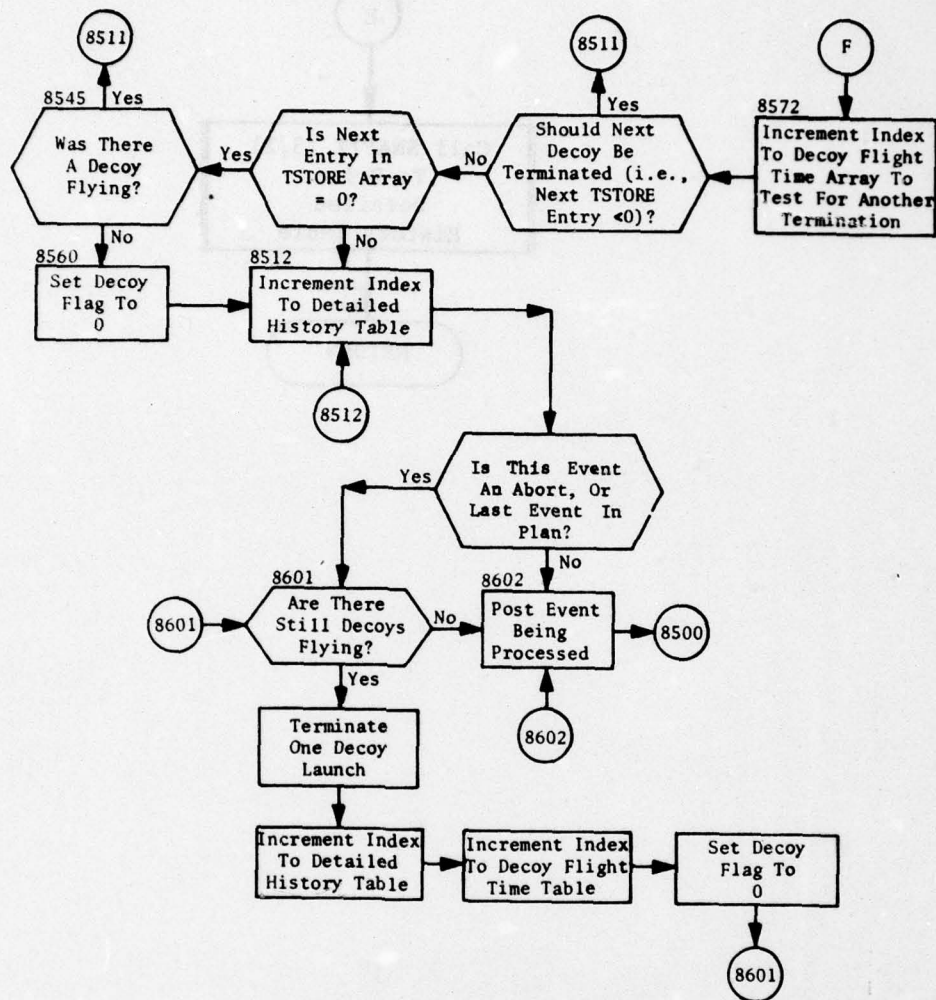 8511
8511
F
8545 Yes
Was There
A Decoy
Flying?
Yes
Is Next
Entry In
TSTORE Array
= 0?
No
Yes
Should Next
Decoy Be
Terminated (i.e.,
Next TSTORE
Entry <0)?
8572
Increment Index
To Decoy Flight
Time Array To
Test For Another
Termination
No
No
8560
Set Decoy
Flag To
0
8512
Increment Index
To Detailed
History Table
8512
Yes
Is This Event
An Abort, Or
Last Event In
Plan?
No
8601
8601
Are There
Still Decoys
Flying?
No
8602
Post Event
Being
Processed
8500
Yes
8602
Terminate
One Decoy
Launch
Increment Index
To Detailed
History Table
Increment Index
To Decoy Flight
Time Table
Set Decoy
Flag To
0
8601